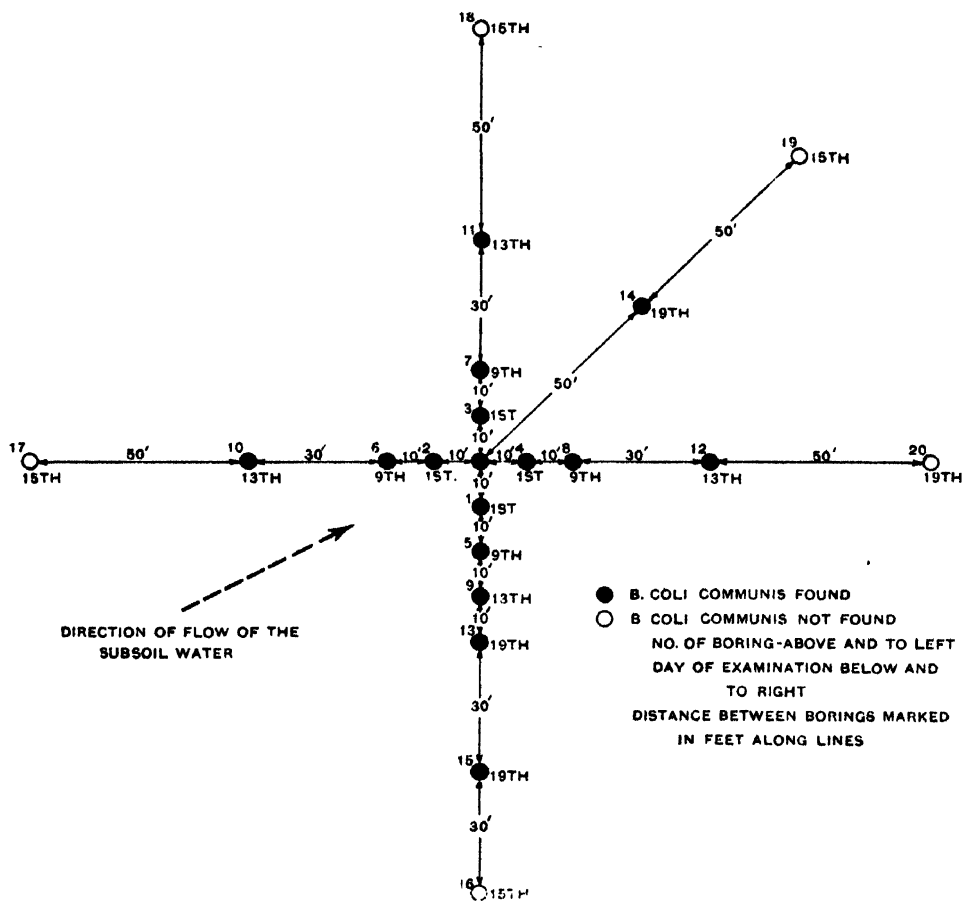 18
15TH
50'
19
15TH
50'
11
13TH
30'
14
19TH
50'
7
9TH
10'
3
1ST
10'
17
50'
10
30'
6
10'
2
10'
10'
4
10'
8
30'
12
50'
20
15TH
13TH
9TH
1ST.
1ST
9TH
13TH
19TH
10'
1
1ST
10'
5
9TH
10'
9
13TH
10'
13
19TH
30'
15
19TH
30'
16
15TH
DIRECTION OF FLOW OF THE
SUBSOIL WATER
B. COLI COMMUNIS FOUND
B COLI COMMUNIS NOT FOUND
NO. OF BORING-ABOVE AND TO LEFT
DAY OF EXAMINATION BELOW AND
TO RIGHT
DISTANCE BETWEEN BORINGS MARKED
IN FEET ALONG LINES